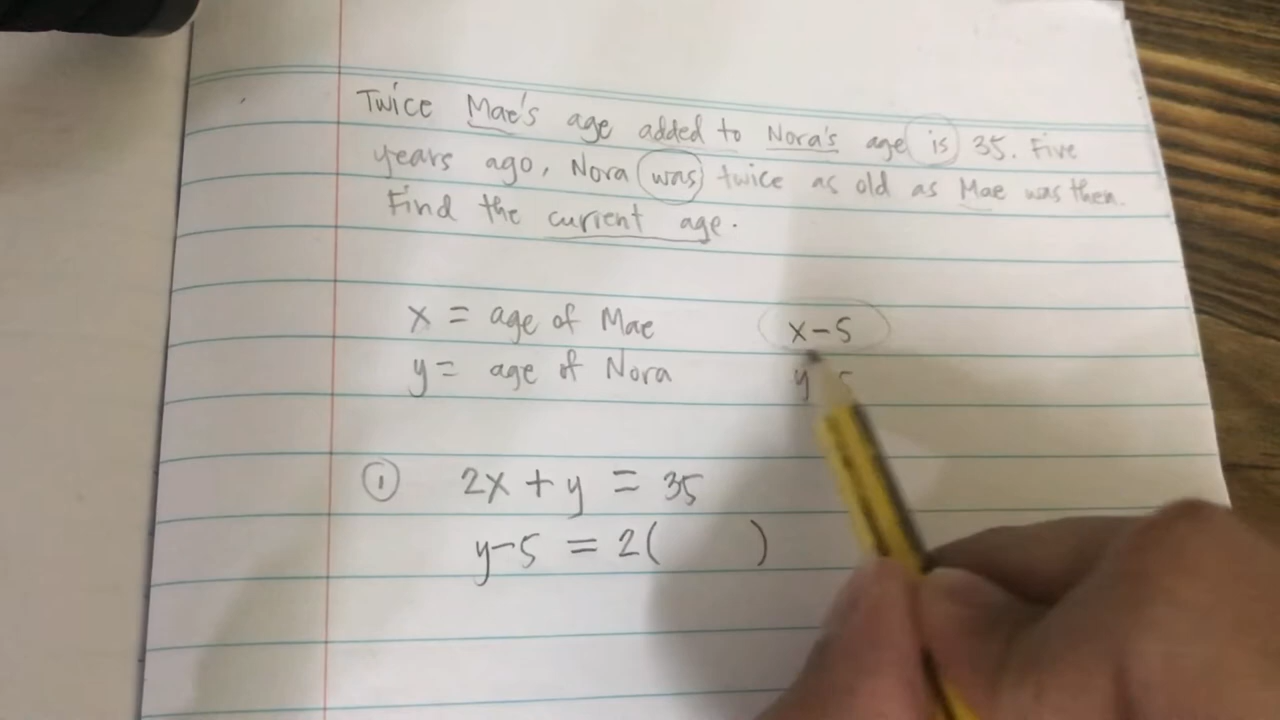 Twice Mae's age added to Nora's age is 35. Five
years ago, Nora was twice as old as Mae was then.
Find the current age.
x = age of Mae x-5
y = age of Nora y 5
① 2x + y = 35
y-5 = 2( )